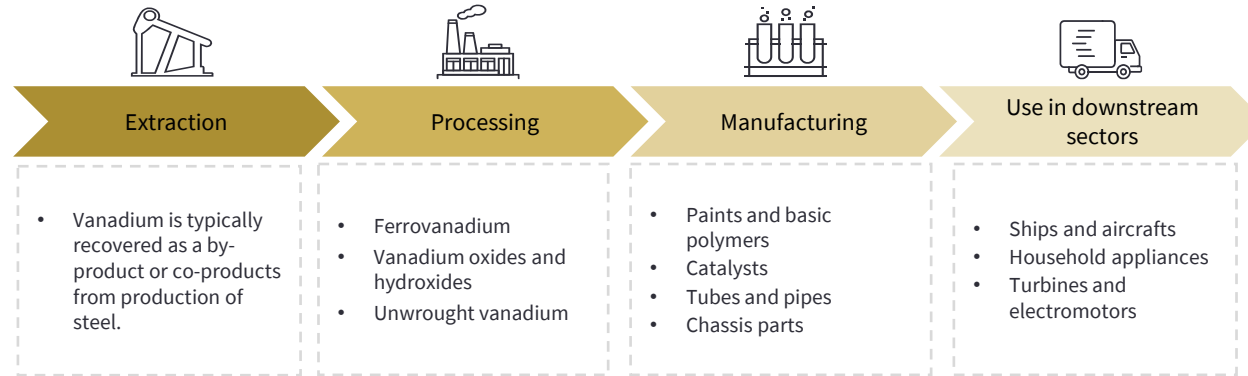 Extraction
Processing
Manufacturing
Use in downstream
sectors
• Vanadium is typically
recovered as a by-
product or co-products
from production of
steel.
• Ferrovanadium
• Vanadium oxides and
hydroxides
• Unwrought vanadium
• Paints and basic
polymers
• Catalysts
• Tubes and pipes
• Chassis parts
• Ships and aircrafts
• Household appliances
• Turbines and
electromotors